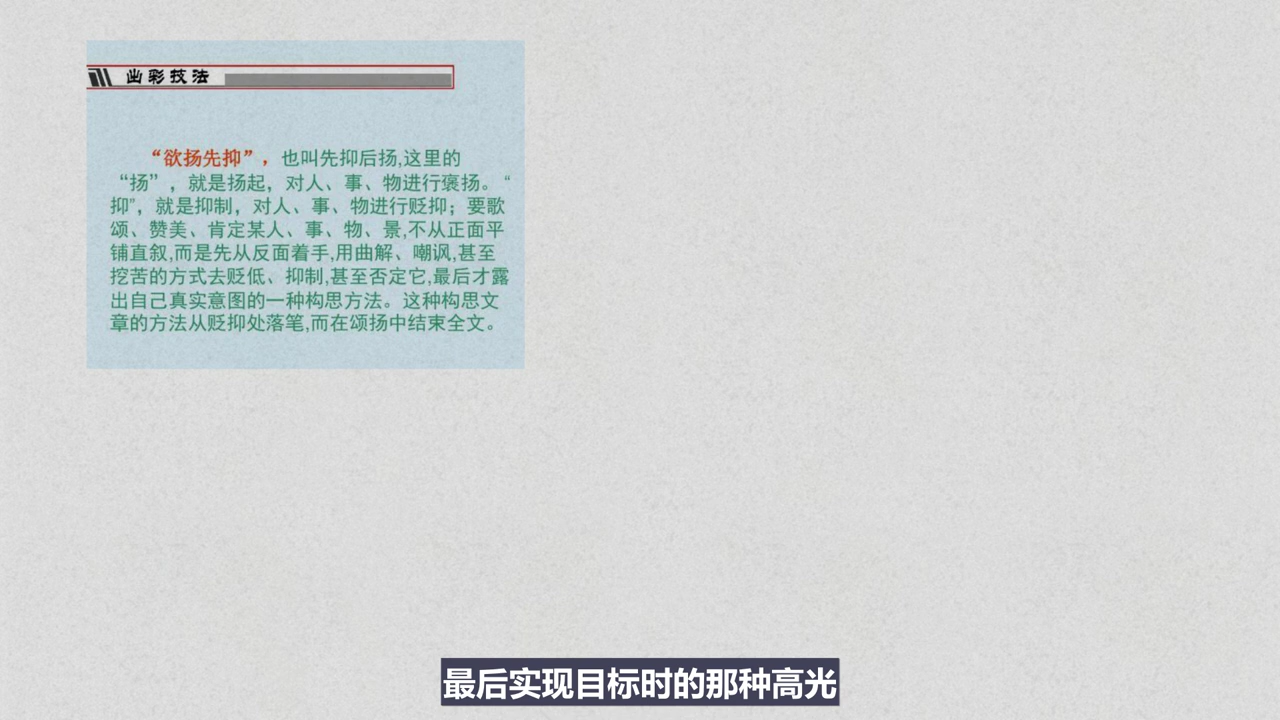 出彩技法
“欲扬先抑”，也叫先抑后扬,这里的
“扬”，就是扬起，对人、事、物进行褒扬。“
抑”，就是抑制，对人、事、物进行贬抑；要歌
颂、赞美、肯定某人、事、物、景,不从正面平
铺直叙,而是先从反面着手,用曲解、嘲讽,甚至
挖苦的方式去贬低、抑制,甚至否定它,最后才露
出自己真实意图的一种构思方法。这种构思文
章的方法从贬抑处落笔,而在颂扬中结束全文。
最后实现目标时的那种高光